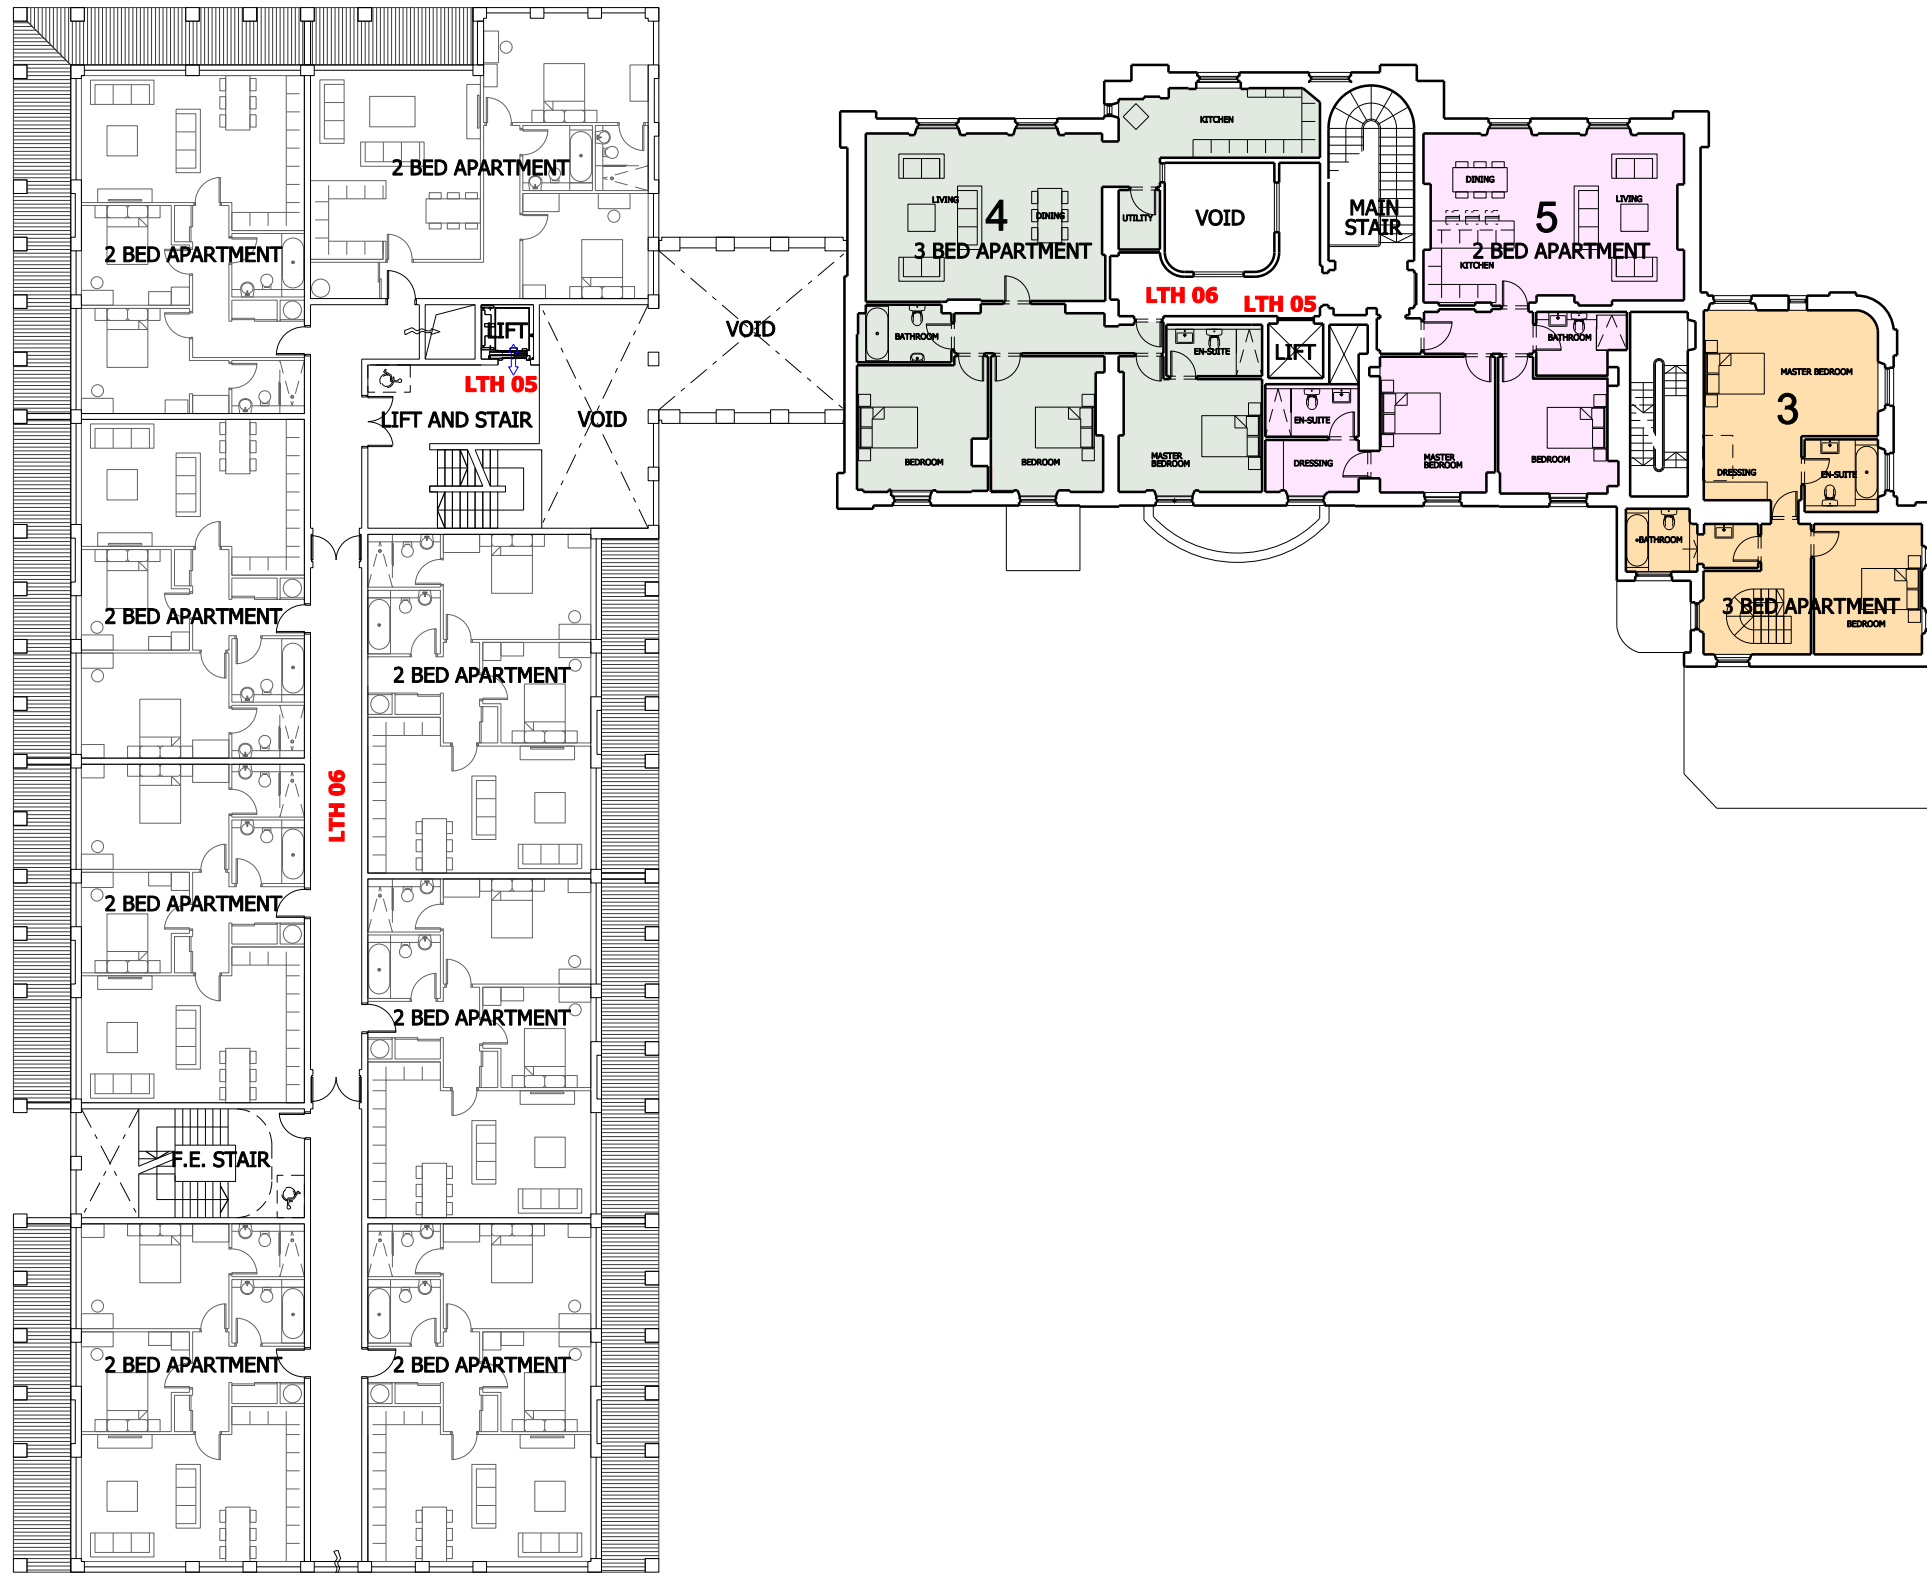 2 BED APARTMENT
2 BED APARTMENT
LIFT
LTH 05
LIFT AND STAIR
VOID
VOID
2 BED APARTMENT
2 BED APARTMENT
LTH 06
2 BED APARTMENT
2 BED APARTMENT
F.E. STAIR
2 BED APARTMENT
2 BED APARTMENT
KITCHEN
LIVING
4
DINING
UTILITY
3 BED APARTMENT
VOID
MAIN
STAIR
LTH 06
LTH 05
BATHROOM
EN-SUITE
LIFT
BEDROOM
BEDROOM
MASTER
BEDROOM
DINING
LIVING
5
2 BED APARTMENT
KITCHEN
BATHROOM
EN-SUITE
DRESSING
MASTER
BEDROOM
BEDROOM
MASTER BEDROOM
3
DRESSING
EN-SUITE
BATHROOM
3 BED APARTMENT
BEDROOM